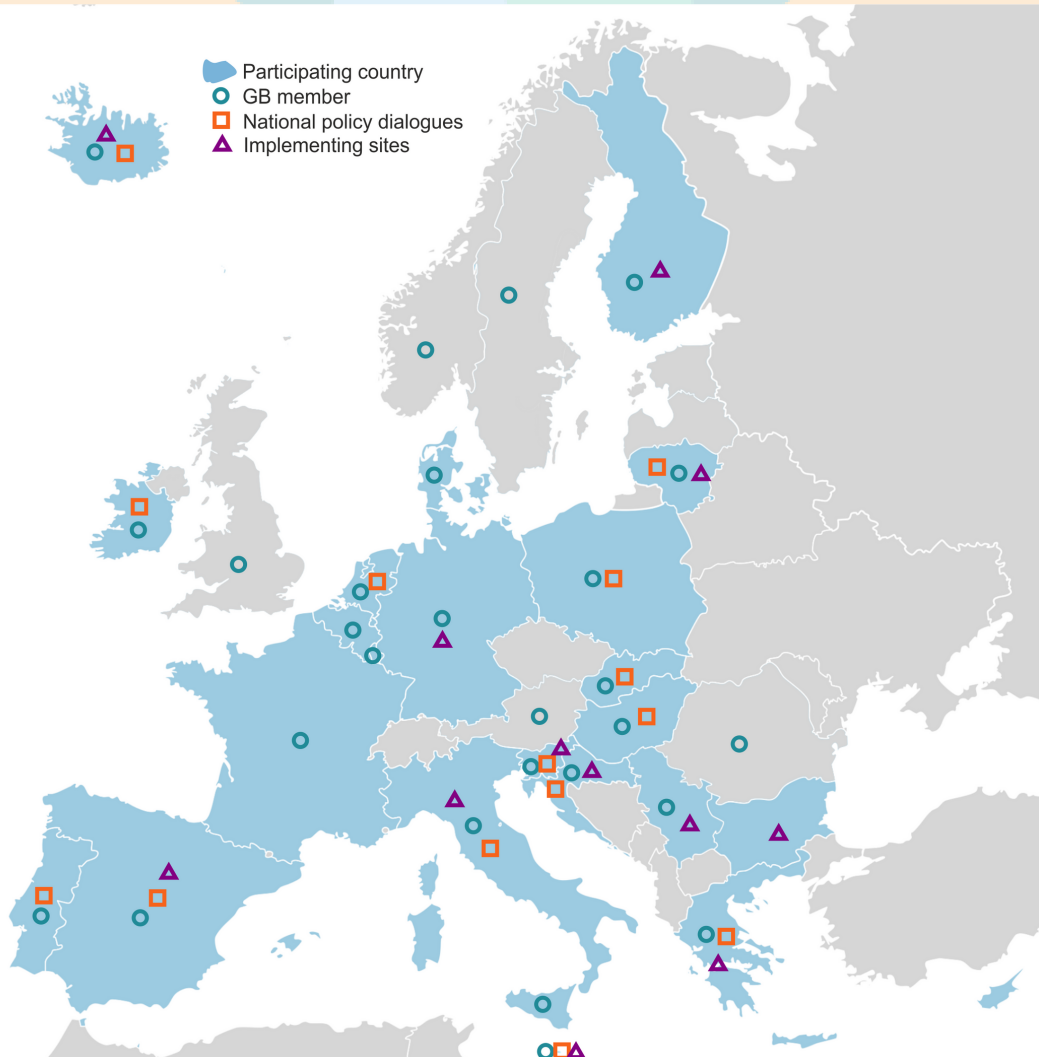 Participating country
GB member
National policy dialogues
Implementing sites